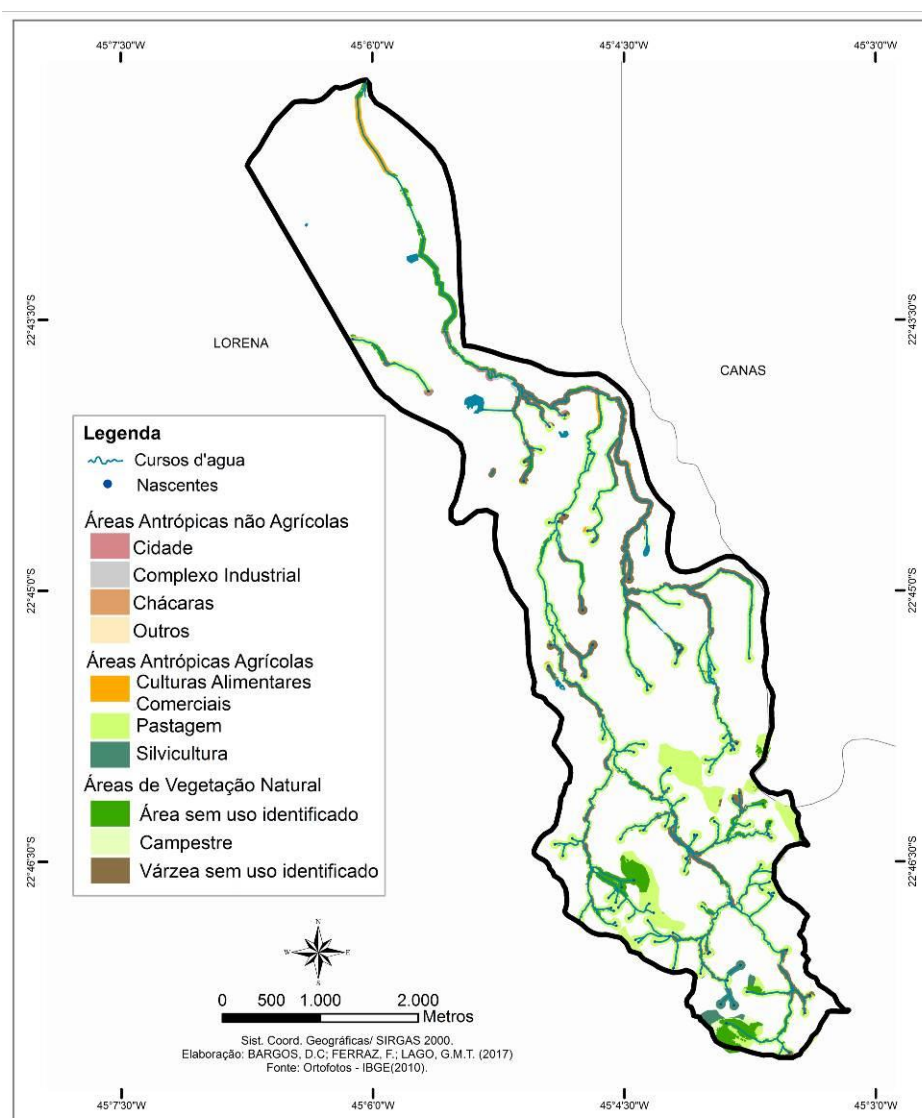 45°7'30"W 45°6'0"W 45°4'30"W 45°3'0"W
22°43'30"S 22°43'30"S
LORENA
CANAS
Legenda
Cursos d'agua
Nascentes
Áreas Antrópicas não Agrícolas
Cidade
Complexo Industrial
Chácaras
Outros
Áreas Antrópicas Agrícolas
Culturas Alimentares
Comerciais
Pastagem
Silvicultura
Áreas de Vegetação Natural
Área sem uso identificado
Campestre
Várzea sem uso identificado
22°45'0"S 22°45'0"S
22°46'30"S 22°46'30"S
N
W E
S
0 500 1.000 2.000
Metros
Sist. Coord. Geográficas/ SIRGAS 2000.
Elaboração: BARGOS, D.C; FERRAZ, F.; LAGO, G.M.T. (2017)
Fonte: Ortofotos - IBGE(2010).
45°7'30"W 45°6'0"W 45°4'30"W 45°3'0"W